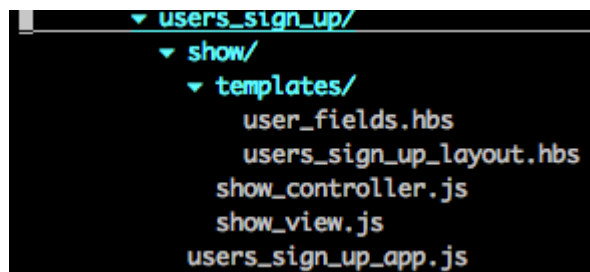 users_sign_up/
show/
templates/
user_fields.hbs
users_sign_up_layout.hbs
show_controller.js
show_view.js
users_sign_up_app.js